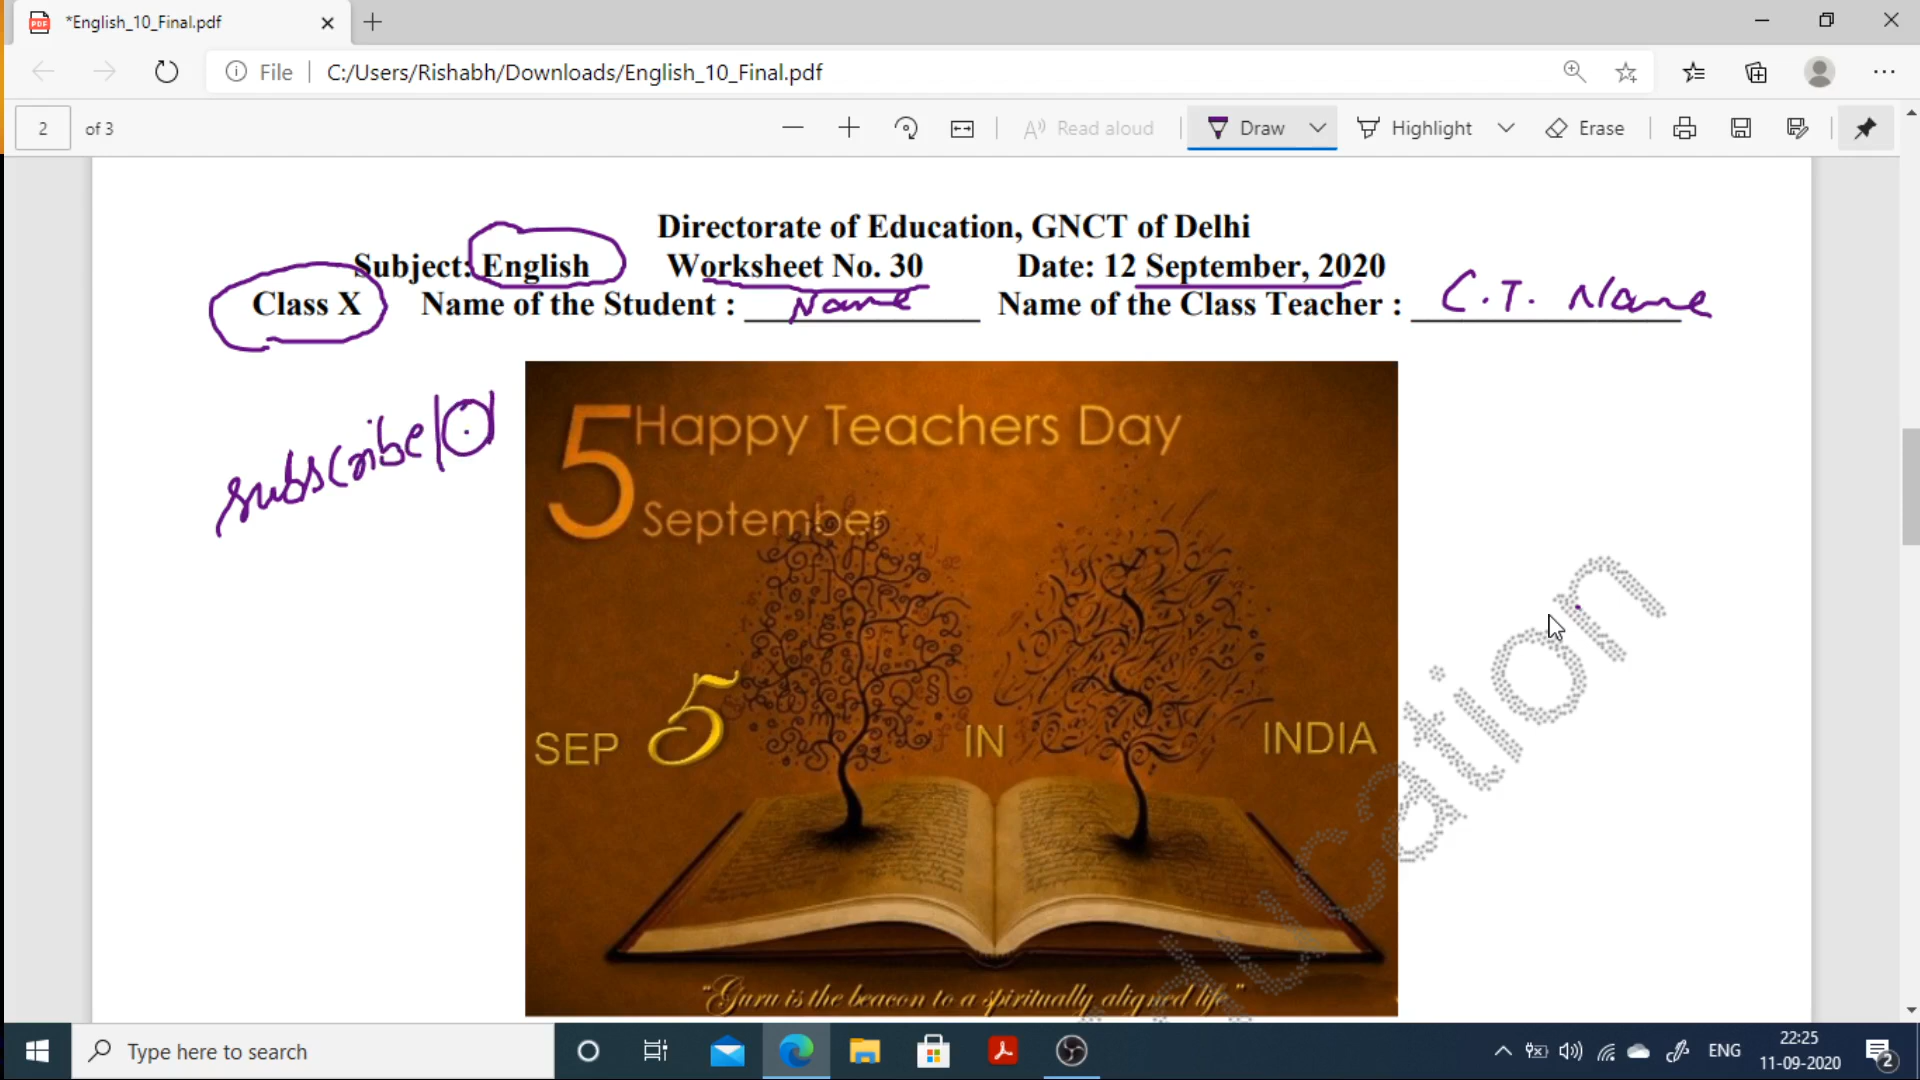 *English_10_Final.pdf
File C:/Users/Rishabh/Downloads/English_10_Final.pdf
2 of 3 Read aloud Draw Highlight Erase
Directorate of Education, GNCT of Delhi
Subject: English Worksheet No. 30 Date: 12 September, 2020
Class X Name of the Student : Name Name of the Class Teacher : C.T. Name
subscribe
5 Happy Teachers Day
September
SEP 5 IN INDIA
"Guru is the beacon to a spiritually aligned life"
ucation
Type here to search
ENG
22:25
11-09-2020
2